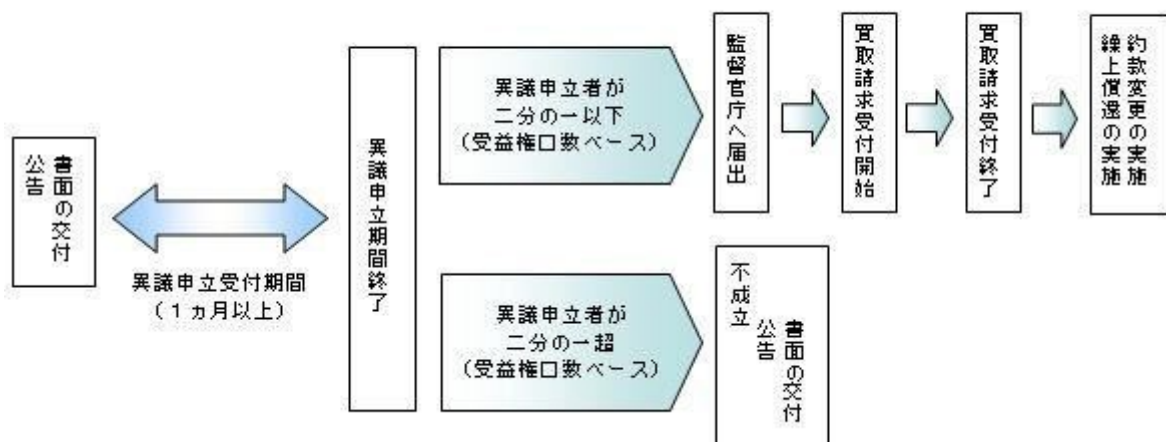 書面の交付
公告
異議申立受付期間
(1ヵ月以上)
異議申立期間終了
異議申立者が
二分の一以下
(受益権口数ベース)
監督官庁へ届出
買取請求受付開始
買取請求受付終了
約款変更の実施
繰上償還の実施
異議申立者が
二分の一超
(受益権口数ベース)
不成立
書面の交付
公告